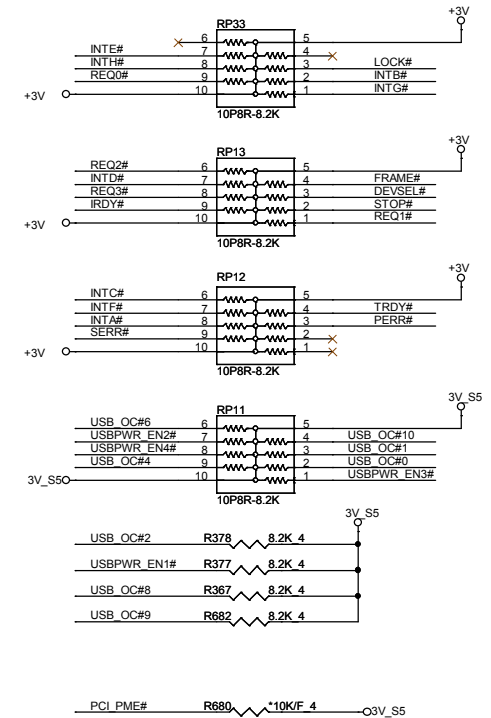 RP33
+3V
6 5
INTE# 7 4
INTH# 8 3 LOCK#
REQ0# 9 2 INTB#
+3V 10 1 INTG#
10P8R-8.2K
RP13
+3V
REQ2# 6 5
INTD# 7 4 FRAME#
REQ3# 8 3 DEVSEL#
IRDY# 9 2 STOP#
+3V 10 1 REQ1#
10P8R-8.2K
RP12
+3V
INTC# 6 5
INTF# 7 4 TRDY#
INTA# 8 3 PERR#
SERR# 9 2
+3V 10 1
10P8R-8.2K
RP11
3V_S5
USB_OC#6 6 5
USBPWR_EN2# 7 4 USB_OC#10
USBPWR_EN4# 8 3 USB_OC#1
USB_OC#4 9 2 USB_OC#0
3V_S5 10 1 USBPWR_EN3#
10P8R-8.2K
3V_S5
USB_OC#2 R378 8.2K_4
USBPWR_EN1# R377 8.2K_4
USB_OC#8 R367 8.2K_4
USB_OC#9 R682 8.2K_4
PCI_PME# R680 *10K/F_4 3V_S5